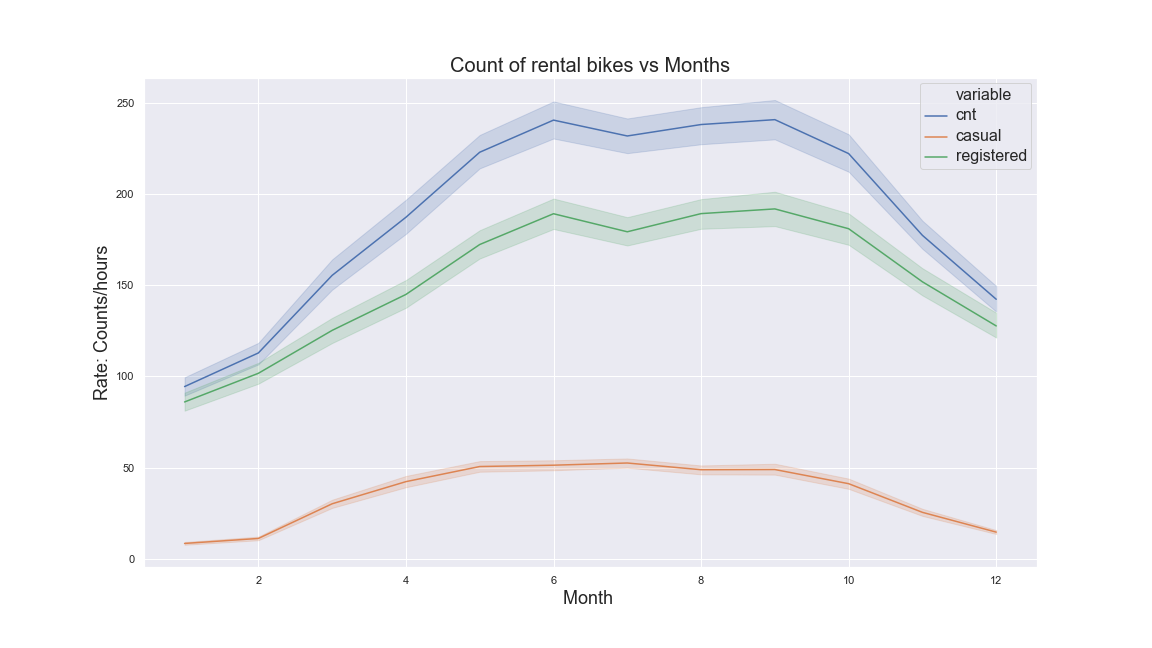 Count of rental bikes vs Months
variable
cnt
casual
registered
Rate: Counts/hours
250
200
150
100
50
0
2 4 6 8 10 12
Month